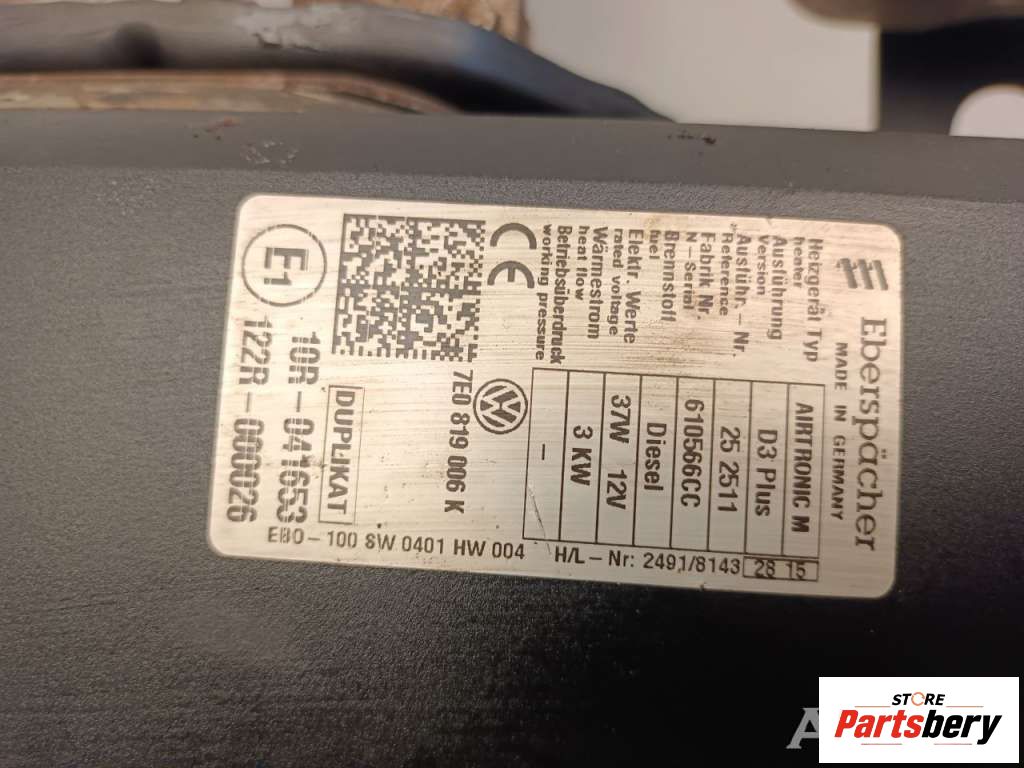 Eberspächer
MADE IN GERMANY
Heizgerät Typ
heater
AIRTRONIC M
Ausführung
version
D3 Plus
Ausführ.-Nr.
Reference
25 2511
Fabrik Nr.
N-Serial
610566CC
Brennstoff
fuel
Diesel
Elektr. Werte
rated voltage
37W 12V
Wärmestrom
heat flow
3 KW
Betriebsüberdruck
working pressure
-
CE
VW
7E0 819 006 K
DUPLIKAT
E1
10R-041653
122R-000026
EBO-100 SW 0401 HW 004
H/L-Nr: 2491/8143
28 15
STORE
Partsbery